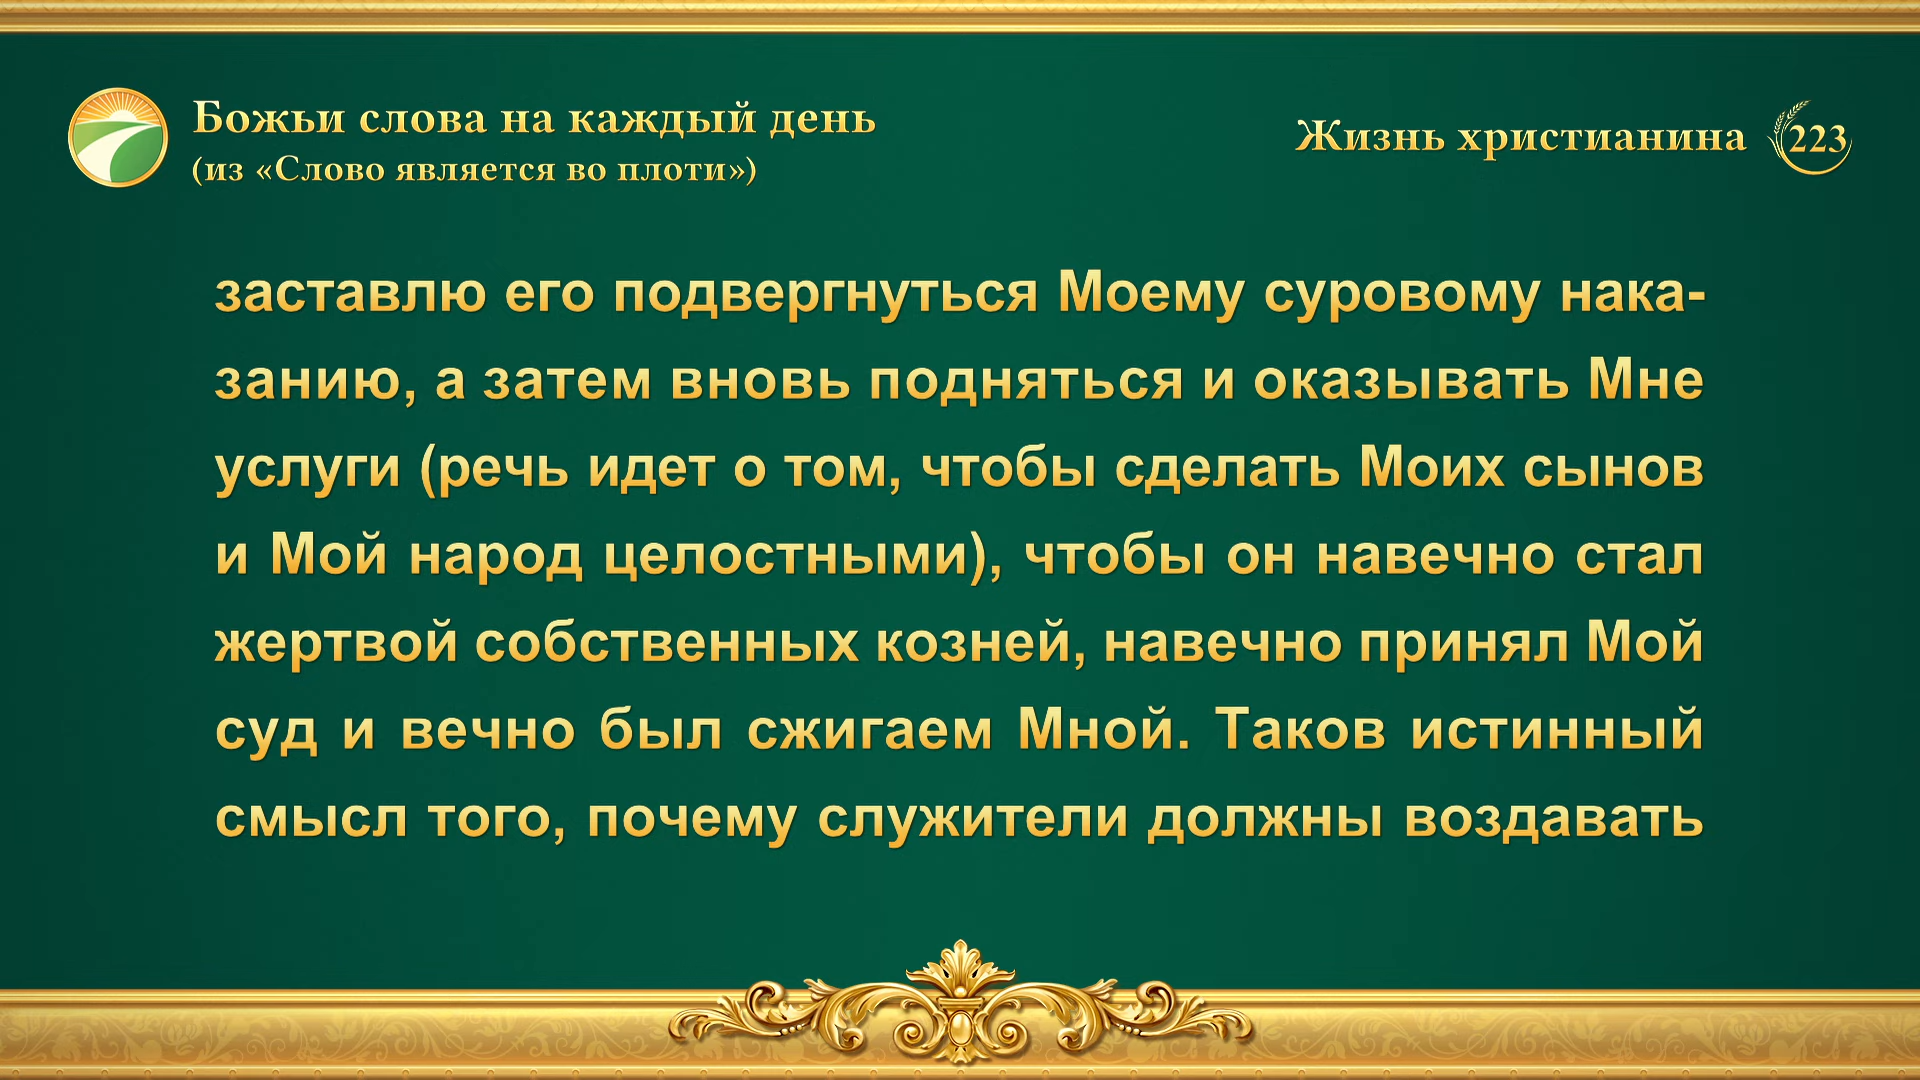 Божьи слова на каждый день
(из «Слово является во плоти»)
Жизнь христианина 223
заставлю его подвергнуться Моему суровому нака-
занию, а затем вновь подняться и оказывать Мне
услуги (речь идет о том, чтобы сделать Моих сынов
и Мой народ целостными), чтобы он навечно стал
жертвой собственных козней, навечно принял Мой
суд и вечно был сжигаем Мной. Таков истинный
смысл того, почему служители должны воздавать